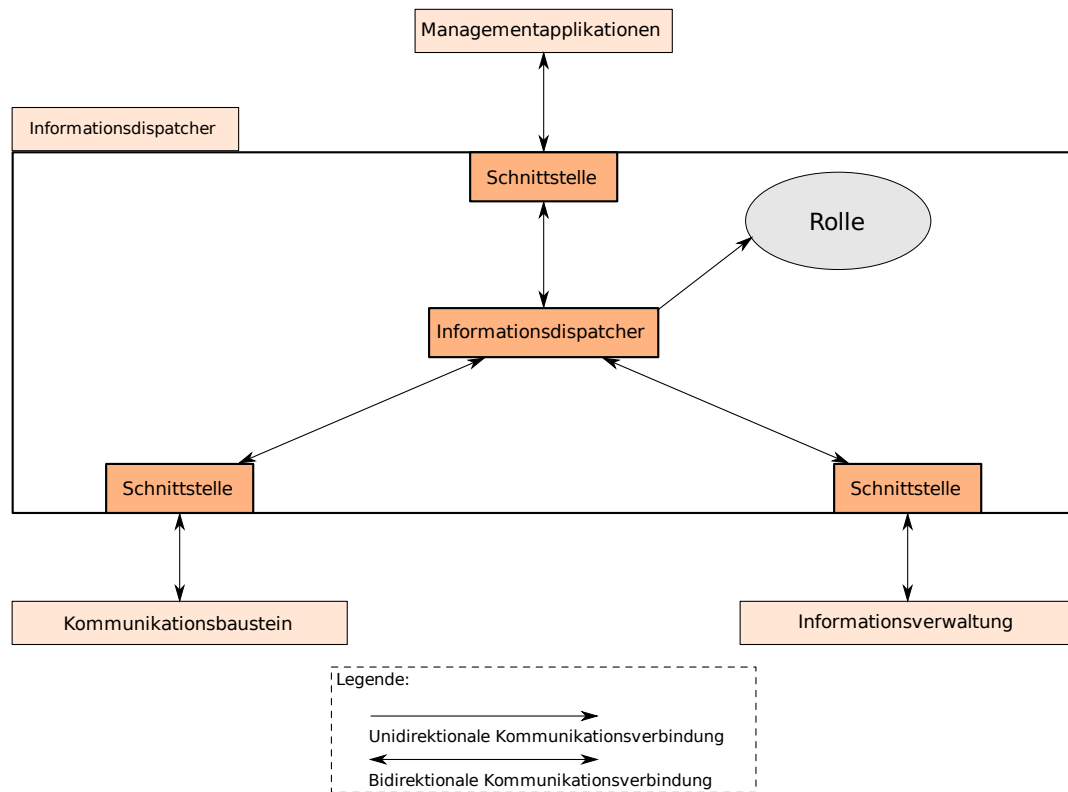 Managementapplikationen
Informationsdispatcher
Schnittstelle
Rolle
Informationsdispatcher
Schnittstelle
Schnittstelle
Kommunikationsbaustein
Informationsverwaltung
Legende:
Unidirektionale Kommunikationsverbindung
Bidirektionale Kommunikationsverbindung